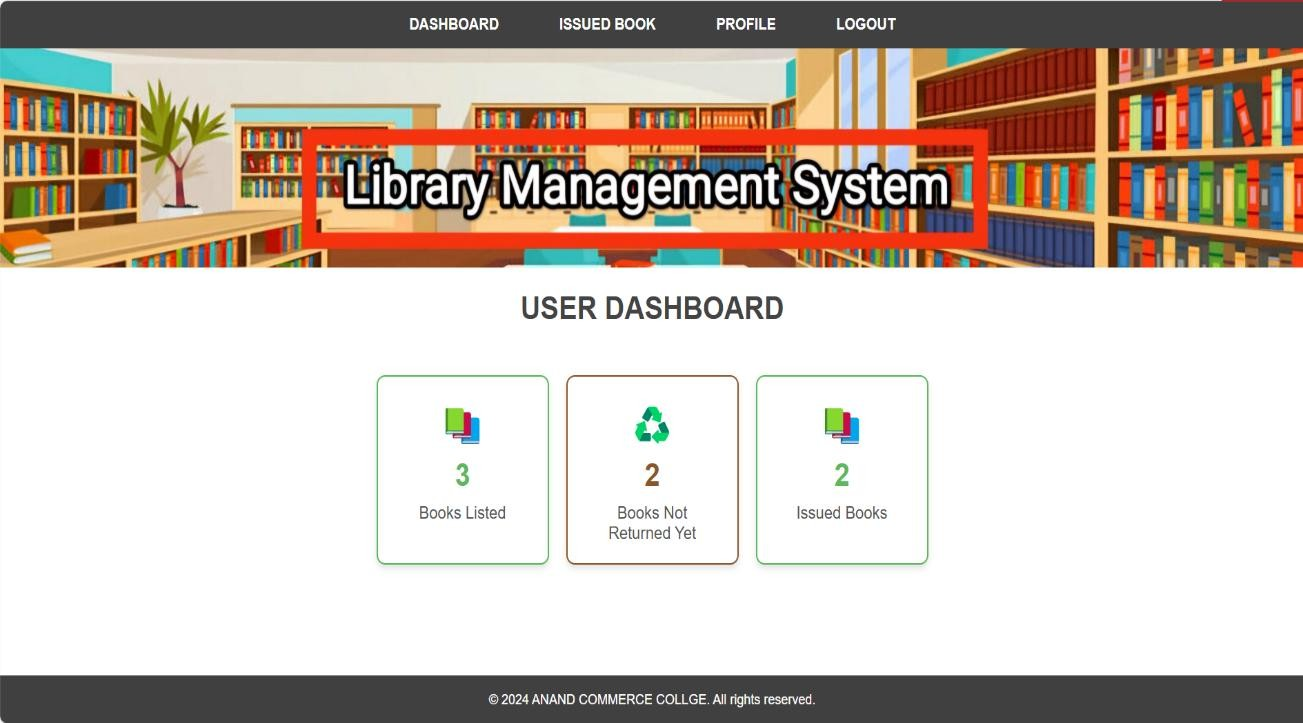 DASHBOARD ISSUED BOOK PROFILE LOGOUT
Library Management System
USER DASHBOARD
3
Books Listed
2
Books Not
Returned Yet
2
Issued Books
© 2024 ANAND COMMERCE COLLGE. All rights reserved.